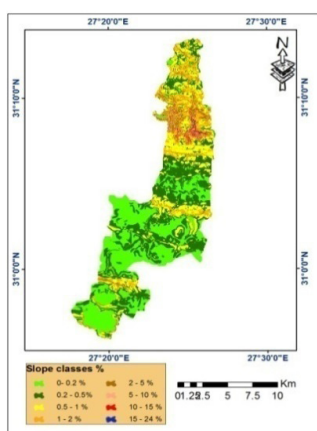 27°20'0"E 27°30'0"E
N
31°10'0"N 31°10'0"N
31°0'0"N 31°0'0"N
27°20'0"E 27°30'0"E
Slope classes %
0- 0.2 % 2 - 5 %
0.2 - 0.5% 5 - 10 %
0.5 - 1 % 10 - 15 %
1 - 2 % 15 - 24 %
Km
01.252.5 5 7.5 10